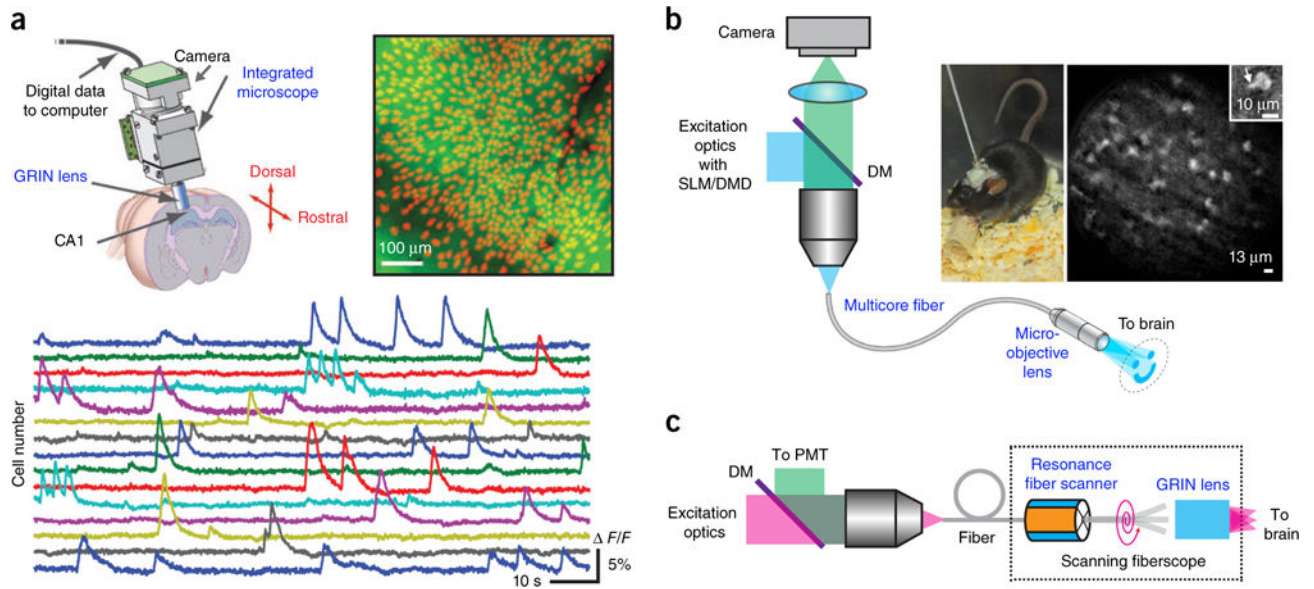 a
Camera
Integrated
microscope
Digital data
to computer
GRIN lens
Dorsal
Rostral
CA1
100 μm
Cell number
Δ F/F
5%
10 s
b
Camera
Excitation
optics
with
SLM/DMD
DM
10 μm
13 μm
Multicore fiber
Micro-
objective
lens
To brain
c
To PMT
DM
Excitation
optics
Fiber
Resonance
fiber scanner
GRIN lens
To
brain
Scanning fiberscope